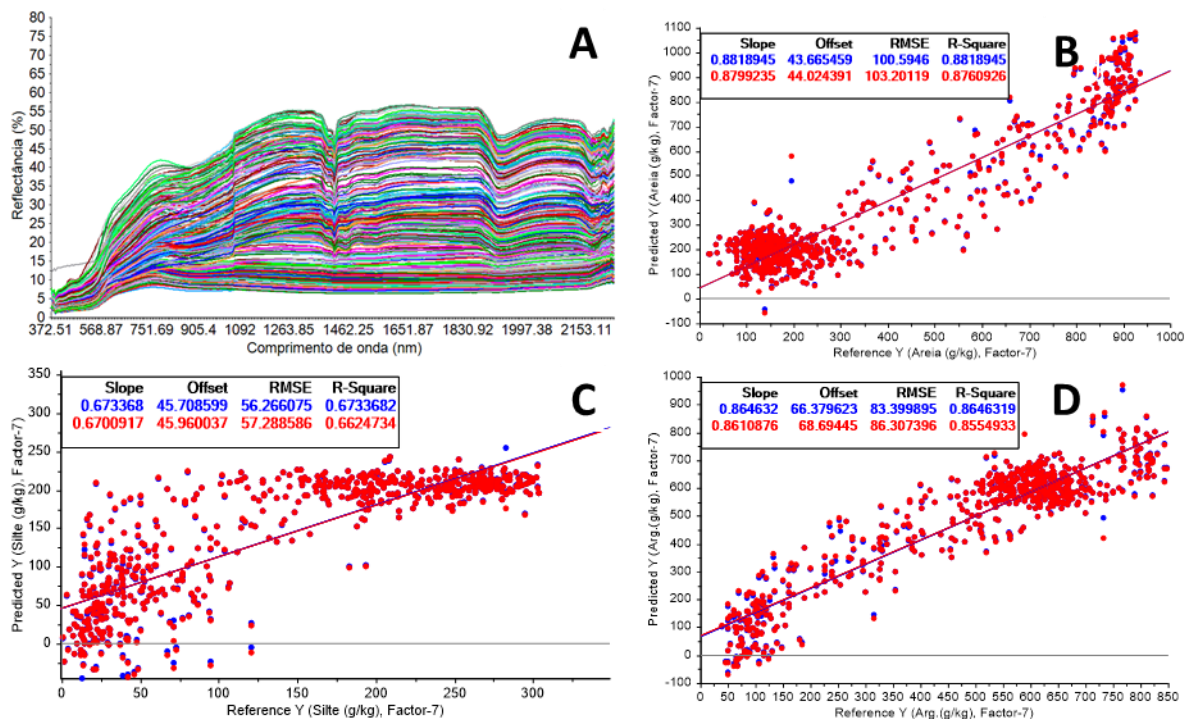 A
Reflectância (%)
80
75
70
65
60
55
50
45
40
35
30
25
20
15
10
5
0
372.51 568.87 751.69 905.4 1092 1263.85 1462.25 1651.87 1830.92 1997.38 2153.11
Comprimento de onda (nm)
B
Slope Offset RMSE R-Square
0.8818945 43.665459 100.5946 0.8818945
0.8799235 44.024391 103.20119 0.8760926
Predicted Y (Areia (g/kg), Factor-7)
1100
1000
900
800
700
600
500
400
300
200
100
0
-100
0 100 200 300 400 500 600 700 800 900 1000
Reference Y (Areia (g/kg), Factor-7)
C
Slope Offset RMSE R-Square
0.673368 45.708599 56.266075 0.6733682
0.6700917 45.960037 57.288586 0.6624734
Predicted Y (Silte (g/kg), Factor-7)
350
300
250
200
150
100
50
0
0 50 100 150 200 250 300
Reference Y (Silte (g/kg), Factor-7)
D
Slope Offset RMSE R-Square
0.864632 66.379623 83.399895 0.8646319
0.8610876 68.69445 86.307396 0.8554933
Predicted Y (Arg.(g/kg), Factor-7)
1000
900
800
700
600
500
400
300
200
100
0
-100
0 50 100 150 200 250 300 350 400 450 500 550 600 650 700 750 800 850
Reference Y (Arg.(g/kg), Factor-7)